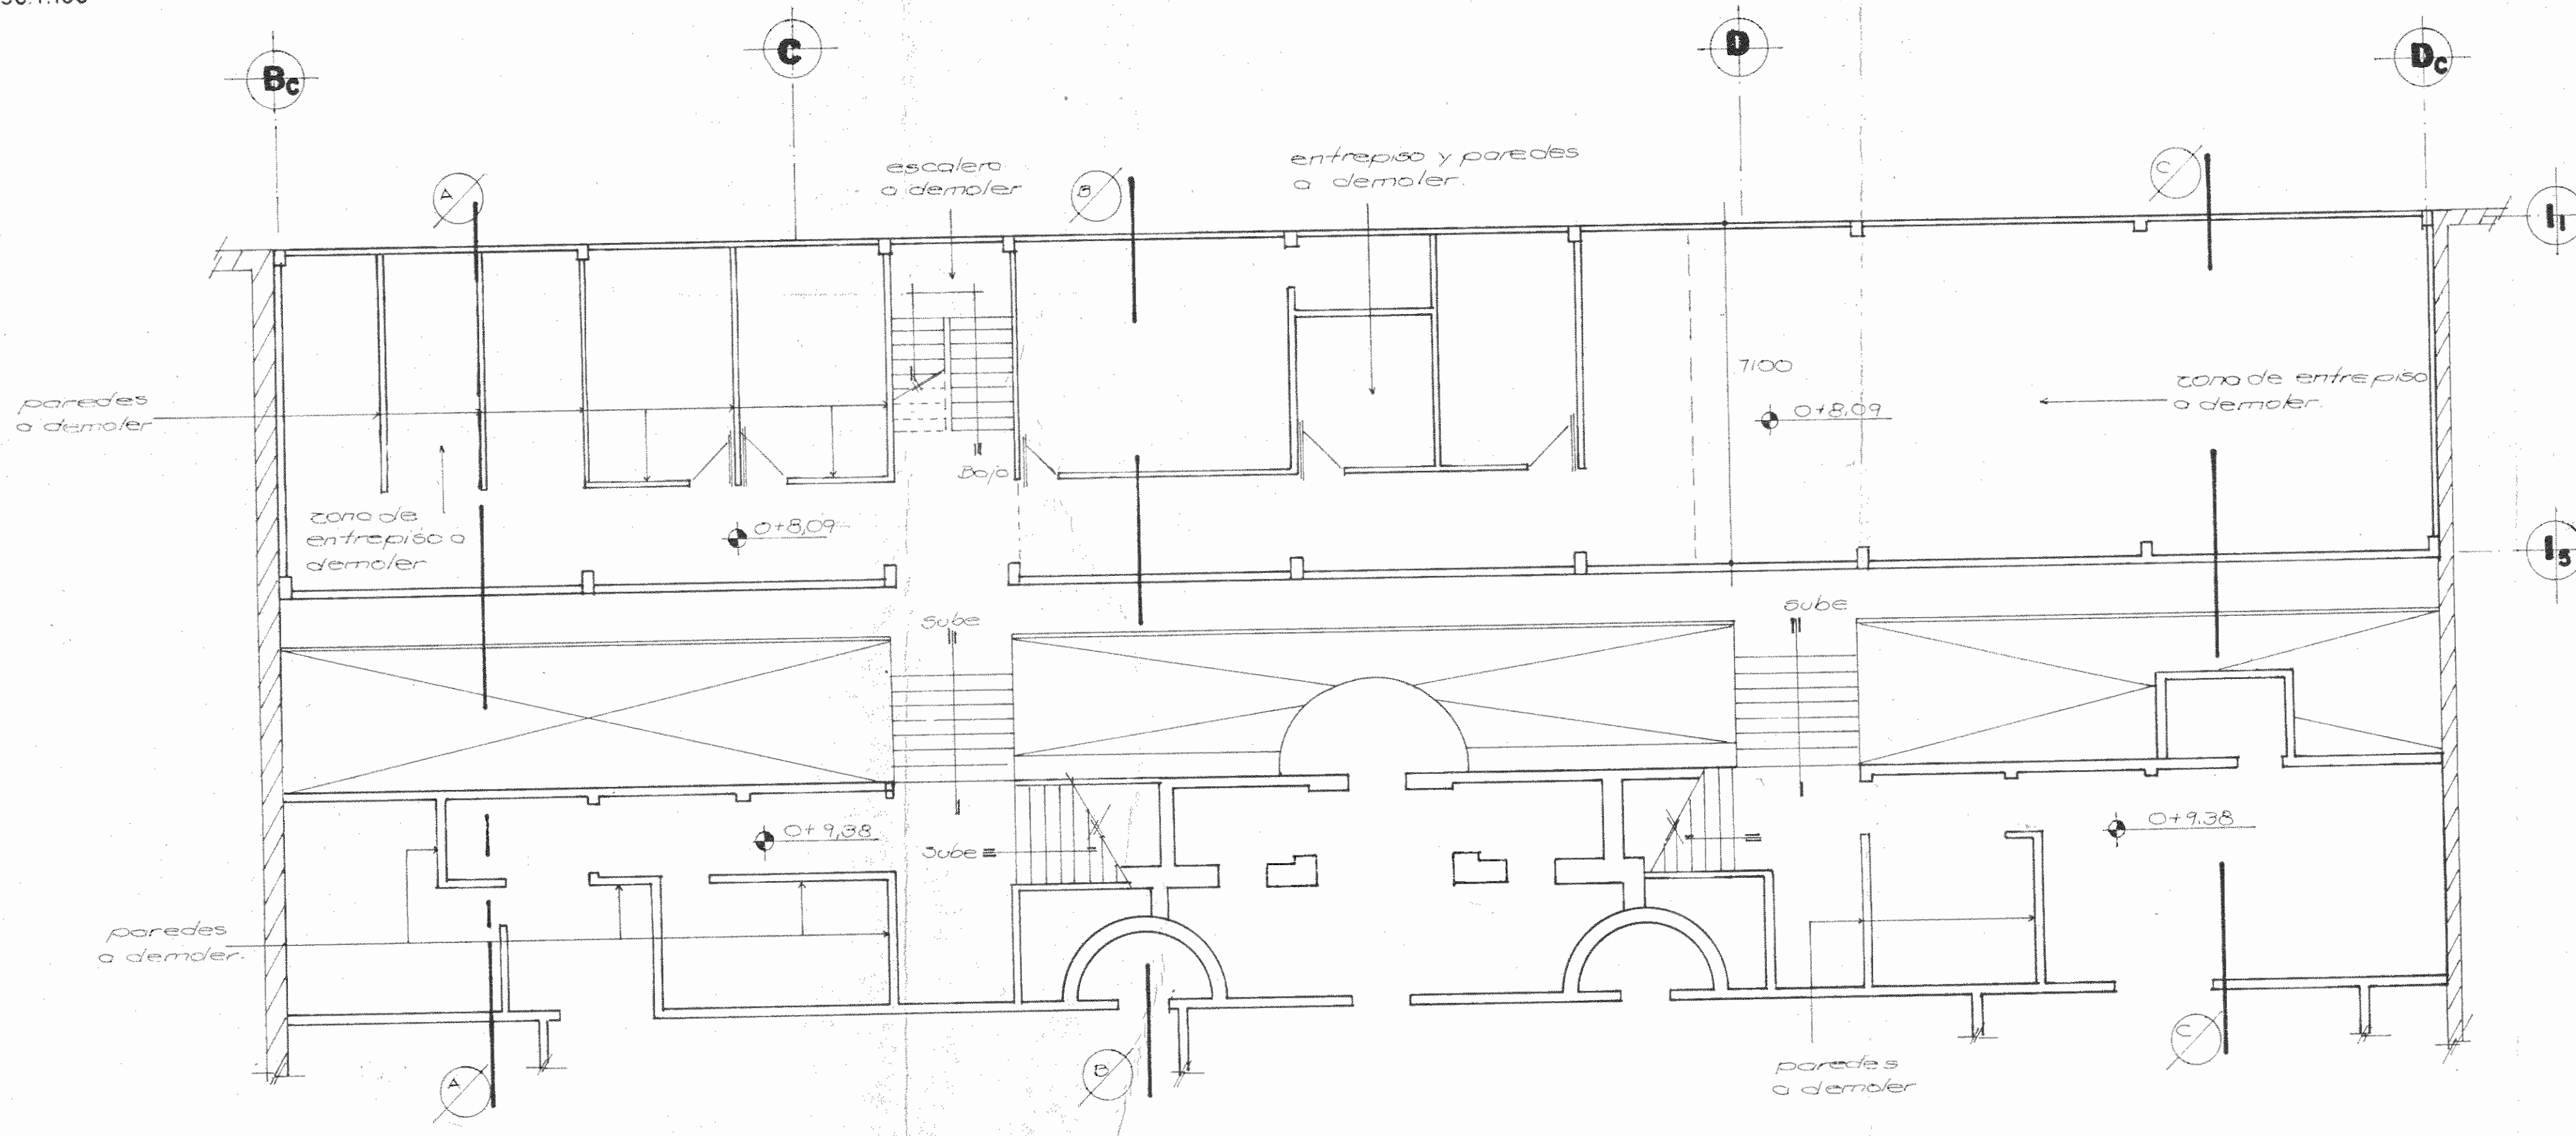 Bc
C
D
Dc
A
escalera
a demoler
B
entrepiso y paredes
a demoler.
C
I1
7100
zona de entrepiso
a demoler.
0+8,09
paredes
a demoler
Bajo
zona de
entrepiso a
demoler
0+8,09
I5
Sube
Sube
0+9,38
Sube
0+9.38
paredes
a demoler.
paredes
a demoler
A
B
C